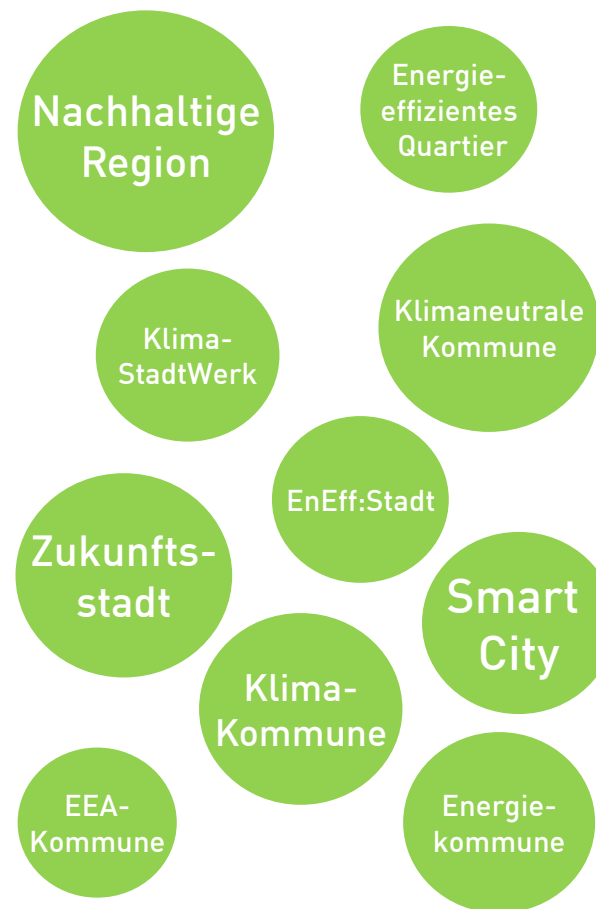 Nachhaltige
Region
Energie-
effizientes
Quartier
Klima-
StadtWerk
Klimaneutrale
Kommune
EnEff:Stadt
Zukunfts-
stadt
Smart
City
Klima-
Kommune
EEA-
Kommune
Energie-
kommune